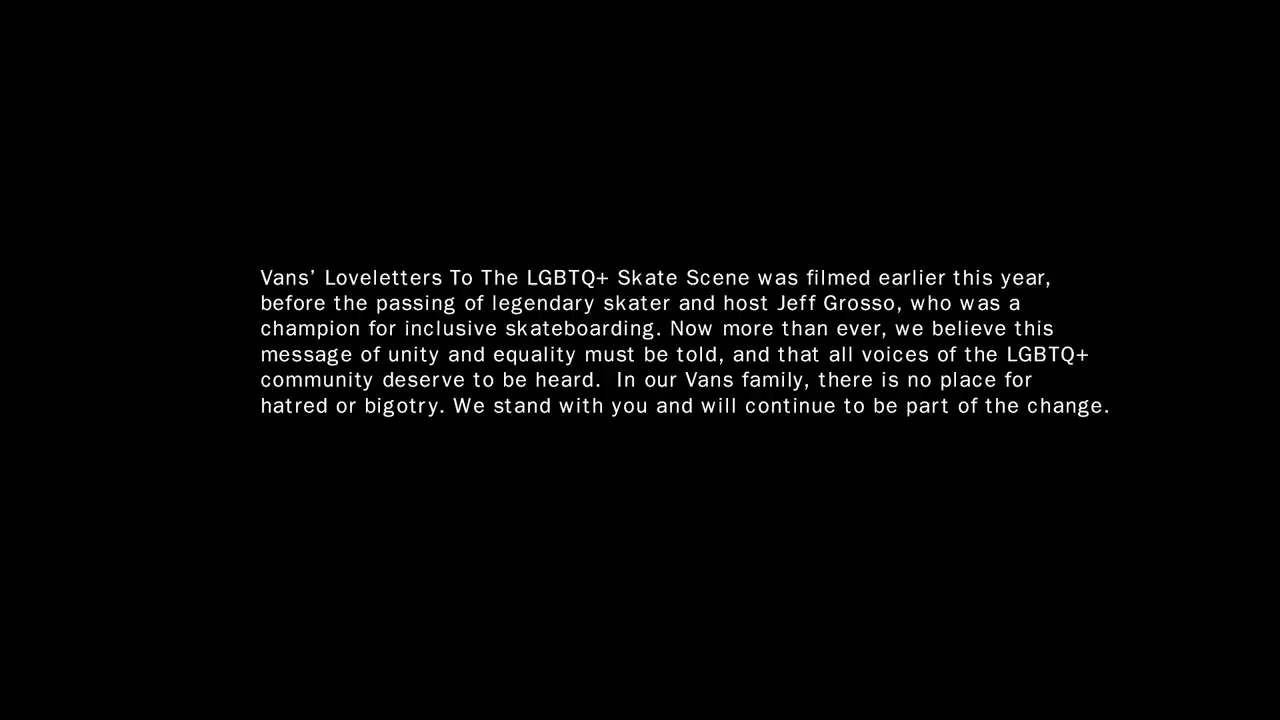 Vans’ Loveletters To The LGBTQ+ Skate Scene was filmed earlier this year,
before the passing of legendary skater and host Jeff Grosso, who was a
champion for inclusive skateboarding. Now more than ever, we believe this
message of unity and equality must be told, and that all voices of the LGBTQ+
community deserve to be heard.  In our Vans family, there is no place for
hatred or bigotry. We stand with you and will continue to be part of the change.